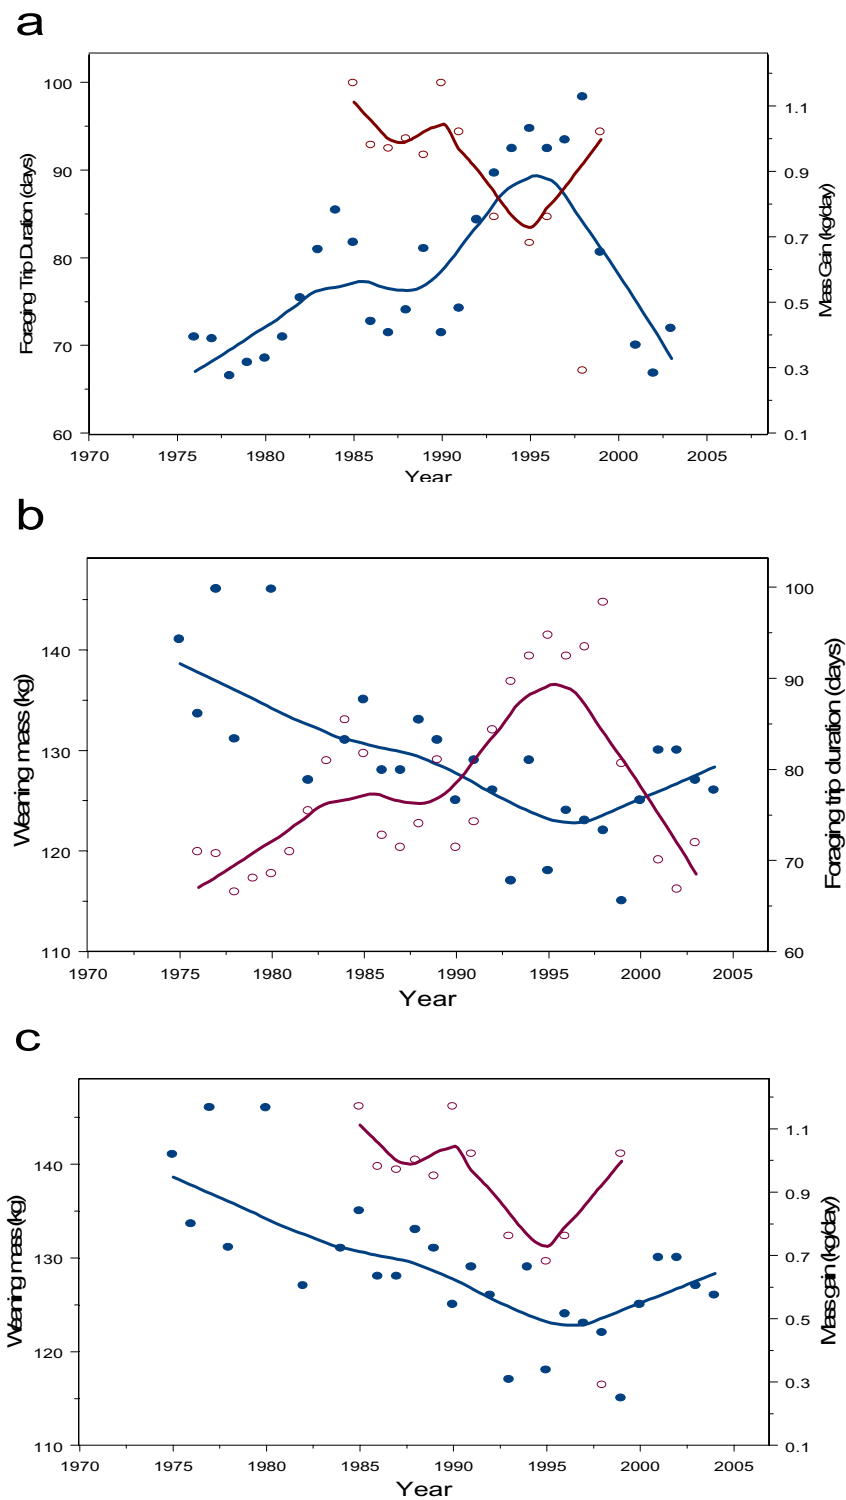 a
100
90
80
70
60
Foraging Trip Duration (days)
1.1
0.9
0.7
0.5
0.3
0.1
Mass Gain (kg/day)
1970 1975 1980 1985 1990 1995 2000 2005
Year
b
140
130
120
110
Weaning mass (kg)
100
90
80
70
60
Foraging trip duration (days)
1970 1975 1980 1985 1990 1995 2000 2005
Year
c
140
130
120
110
Weaning mass (kg)
1.1
0.9
0.7
0.5
0.3
0.1
Mass gain (kg/day)
1970 1975 1980 1985 1990 1995 2000 2005
Year